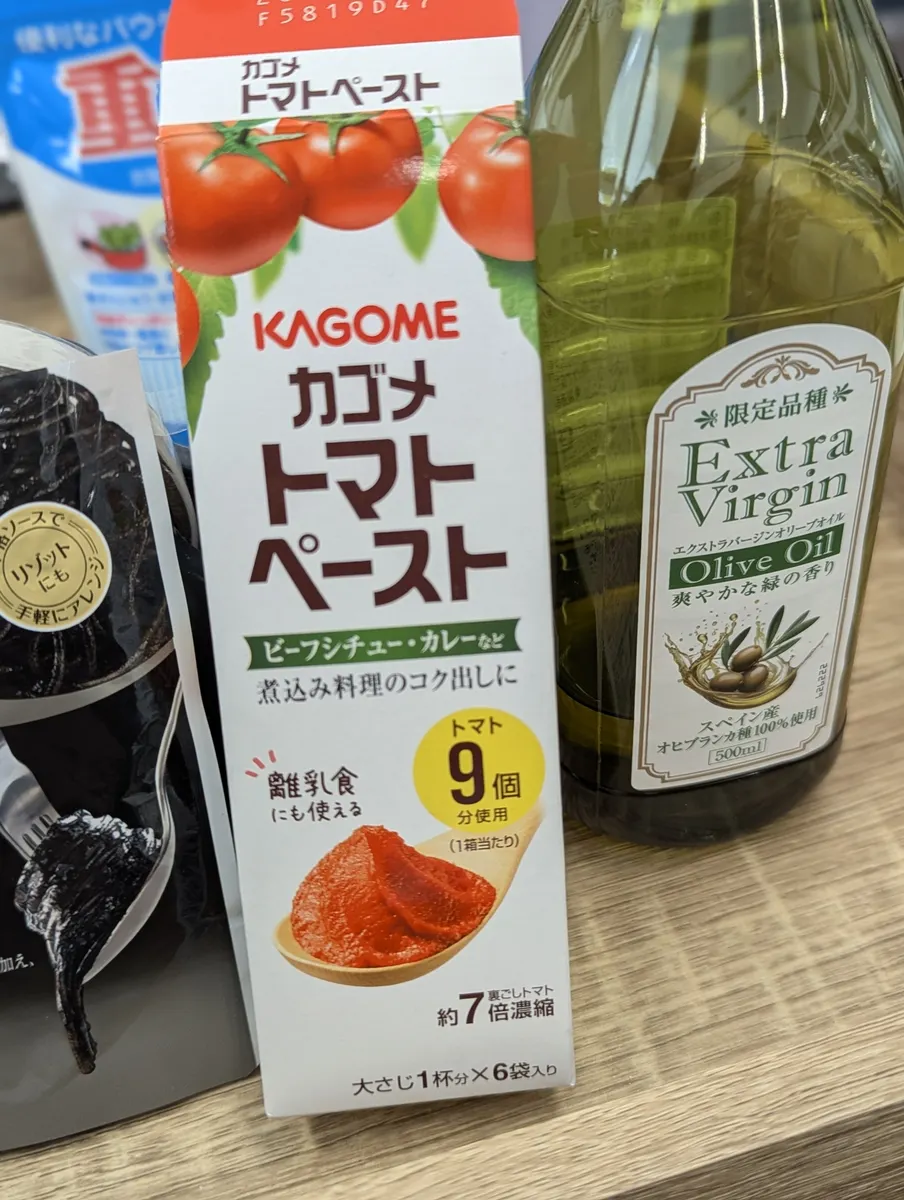 便利なパウ
重
F5819D47
カゴメ
トマトペースト
KAGOME
カゴメ
トマト
ペースト
ビーフシチュー・カレーなど
煮込み料理のコク出しに
トマト
9個
分使用
(1箱当たり)
離乳食
にも使える
裏ごしトマト
約7倍濃縮
大さじ1杯分×6袋入り
ソースで
リゾット
にも
手軽にアレンジ
加え、
限定品種
Extra
Virgin
エクストラバージンオリーブオイル
Olive Oil
爽やかな緑の香り
スペイン産
オヒブランカ種100%使用
500ml